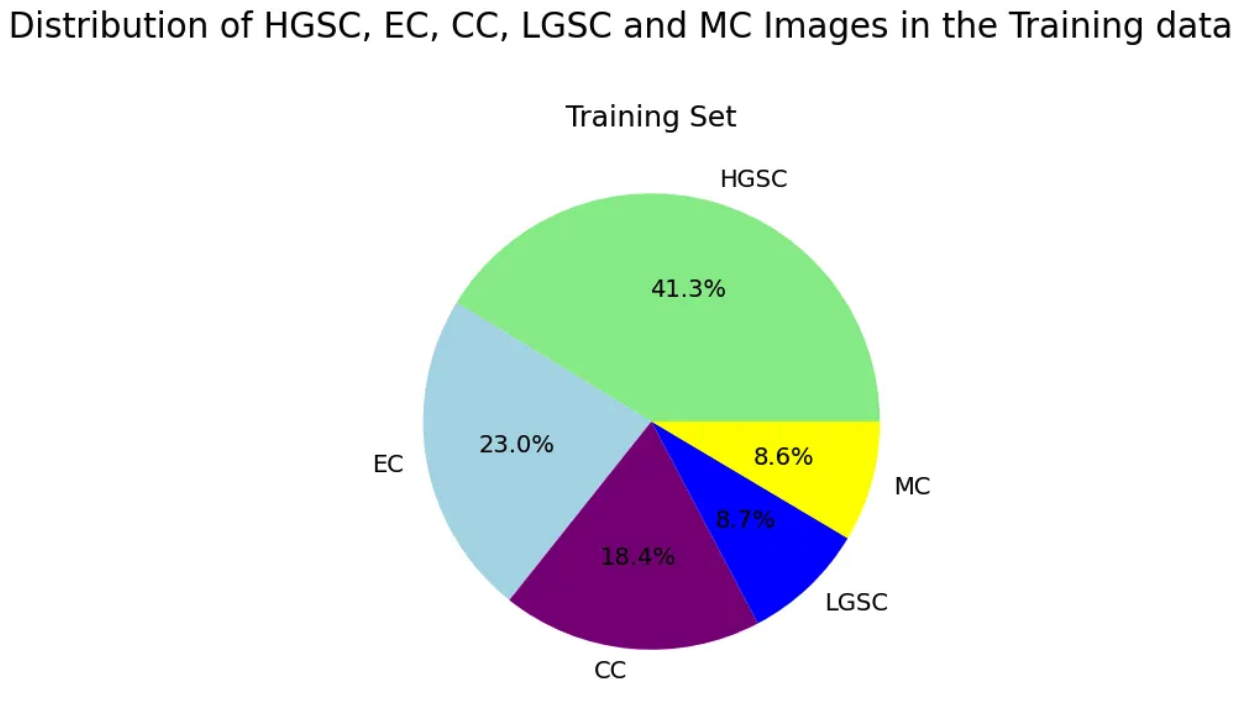 Distribution of HGSC, EC, CC, LGSC and MC Images in the Training data
Training Set
HGSC
41.3%
EC
23.0%
8.6%
MC
8.7%
18.4%
LGSC
CC